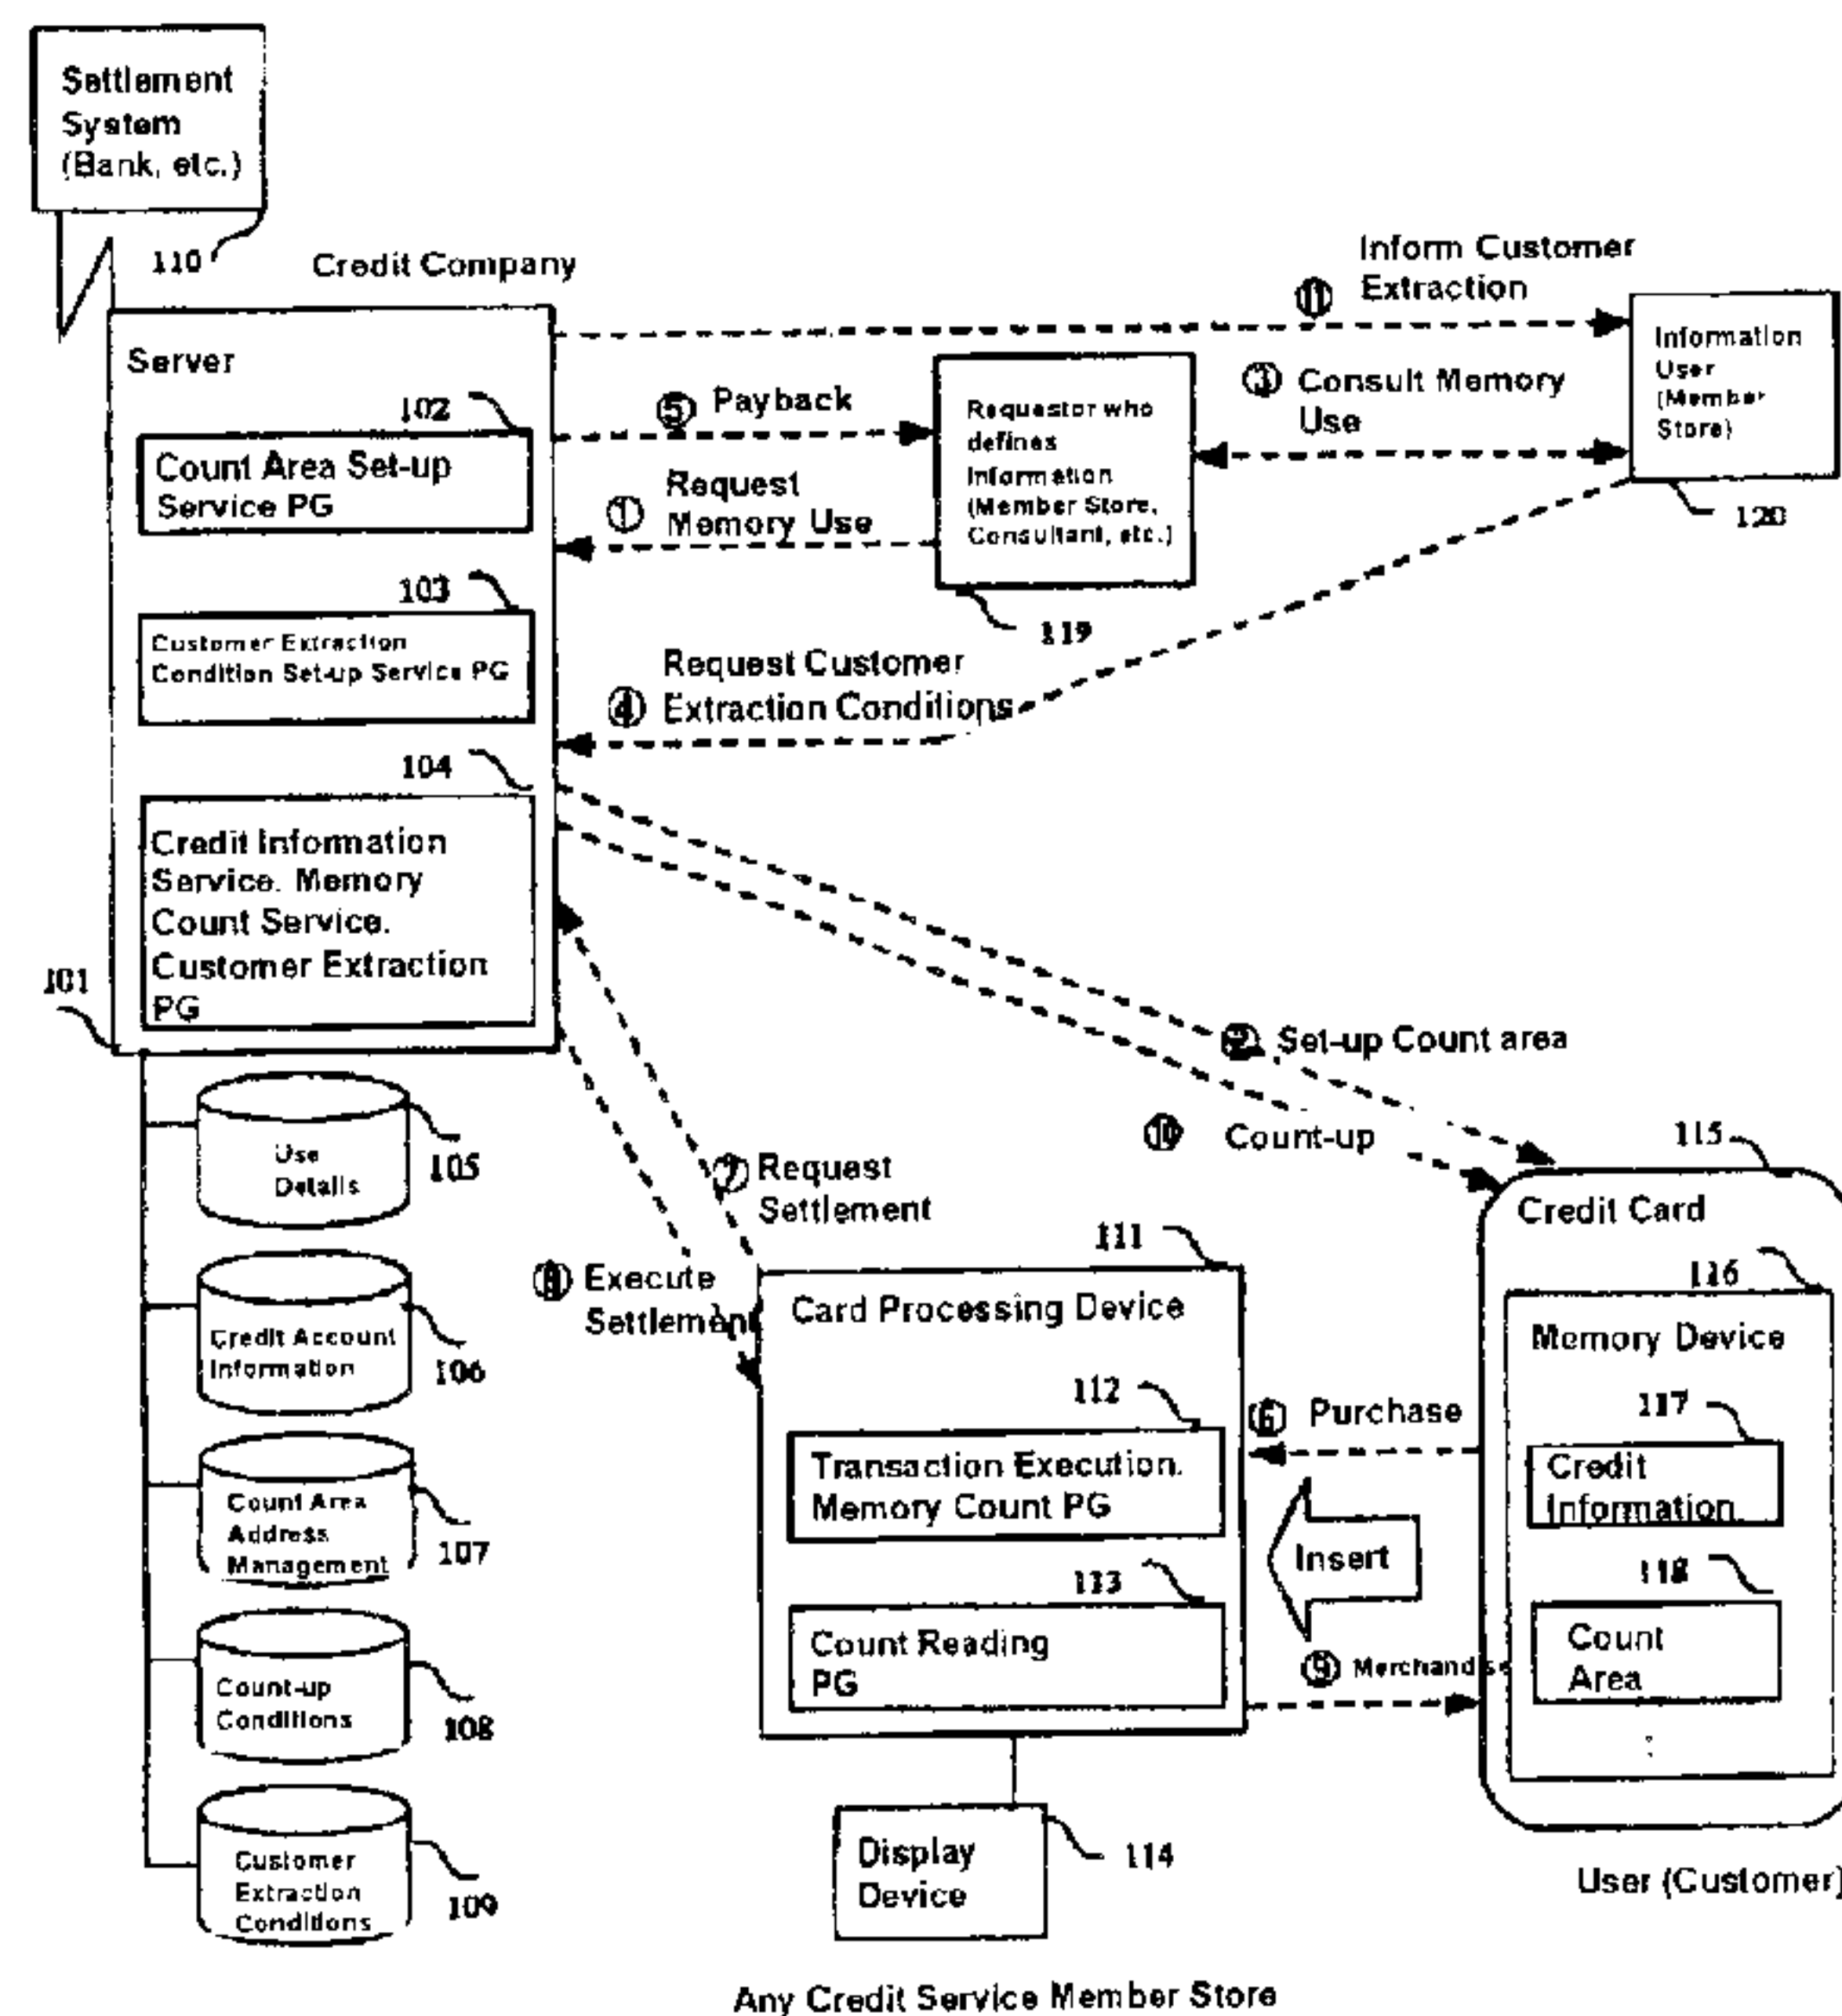 Settlement
System
(Bank, etc.)
110
Credit Company
Server
102
Count Area Set-up
Service PG
103
Customer Extraction
Condition Set-up Service PG
104
Credit Information
Service. Memory
Count Service.
Customer Extraction
PG
101
Use
Details
105
Credit Account
Information
106
Count Area
Address
Management
107
Count-up
Conditions
108
Customer
Extraction
Conditions
109
⑪ Inform Customer
Extraction
⑤ Payback
① Request
Memory Use
Requestor who
defines
Information
(Member Store,
Consultant, etc.)
119
③ Consult Memory
Use
Information
User
(Member
Store)
120
④ Request Customer
Extraction Conditions
② Set-up Count area
⑩ Count-up
⑦ Request
Settlement
⑧ Execute
Settlement
111
Card Processing Device
112
Transaction Execution.
Memory Count PG
113
Count Reading
PG
Display
Device
114
Any Credit Service Member Store
⑥ Purchase
Insert
⑨ Merchandise
115
Credit Card
116
Memory Device
117
Credit
Information
118
Count
Area
User (Customer)